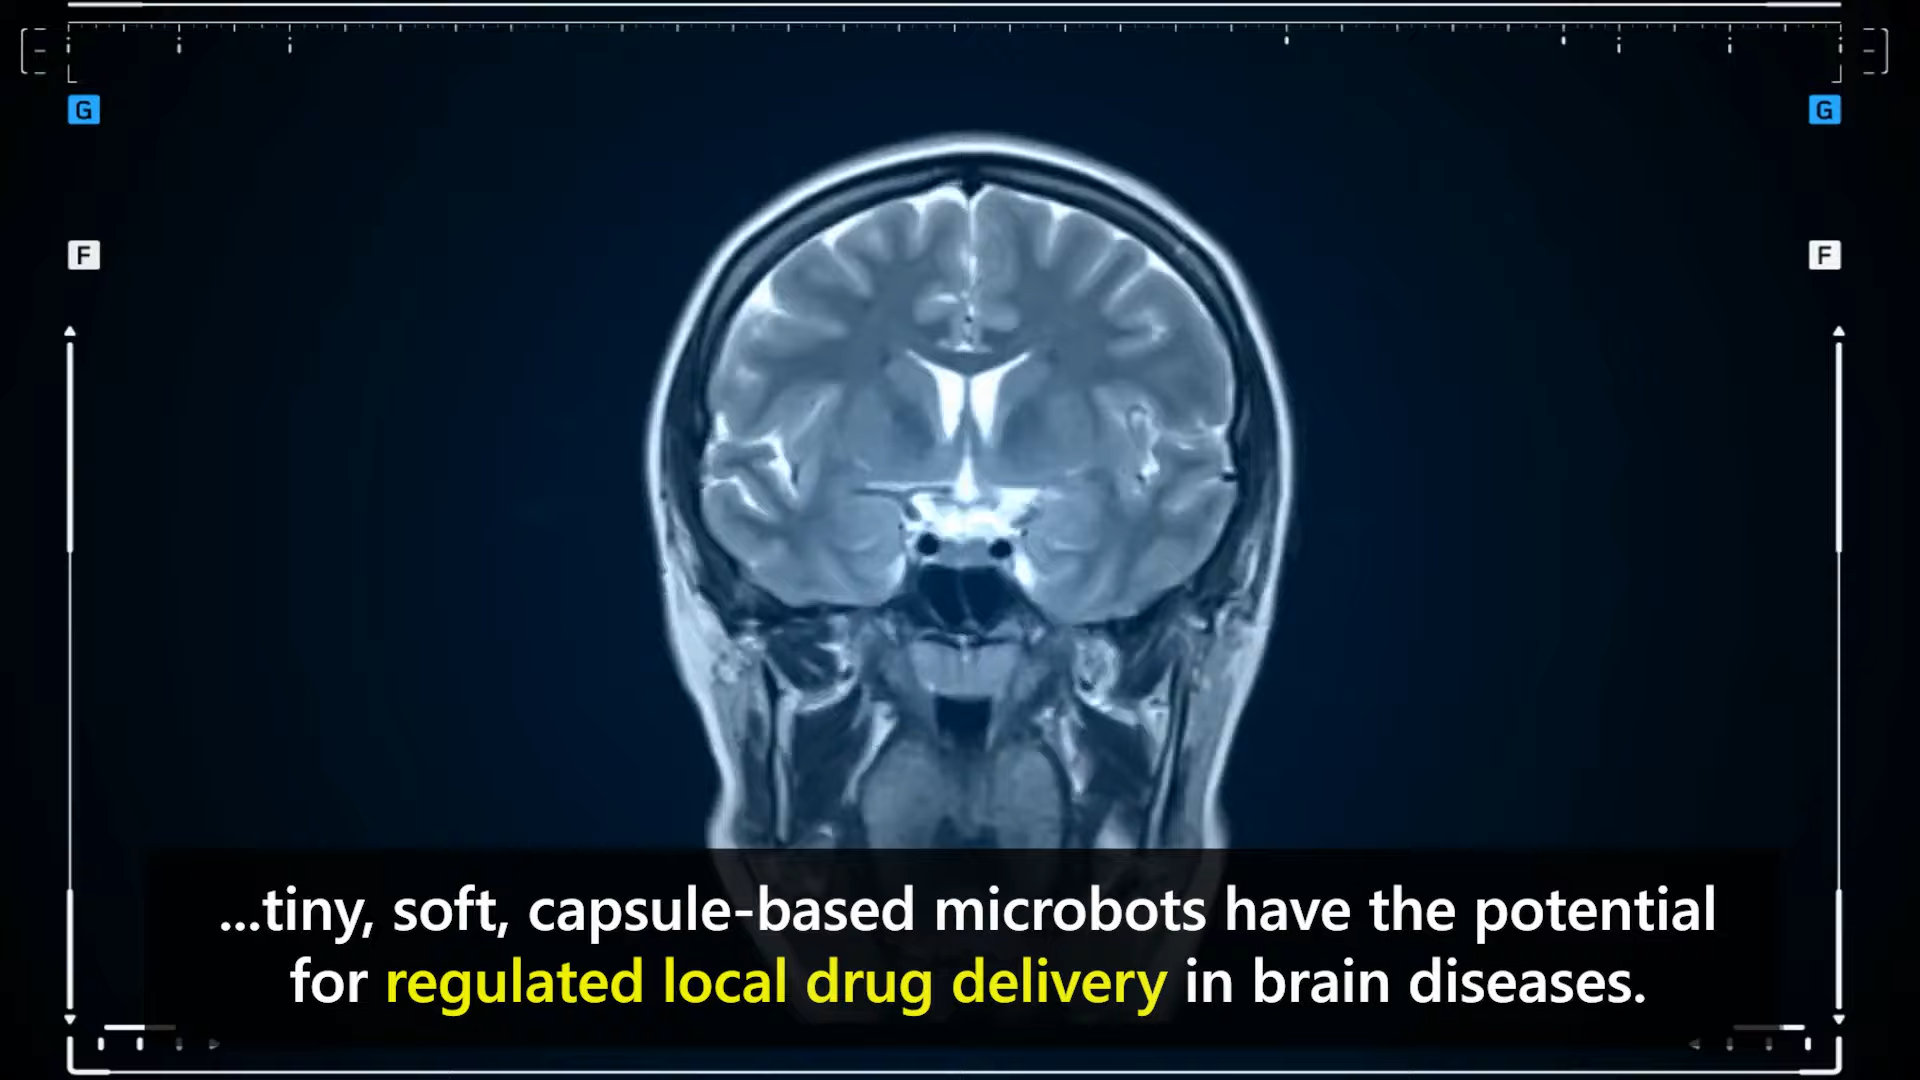 G
G
F
F
...tiny, soft, capsule-based microbots have the potential
for regulated local drug delivery in brain diseases.